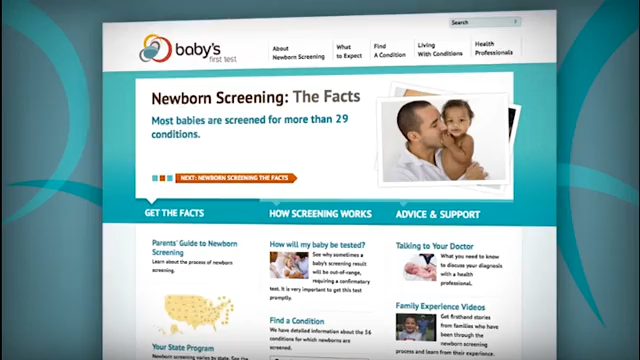 Search
baby's
first test
About
Newborn Screening
What
to Expect
Find
A Condition
Living
With Conditions
Health
Professionals
Newborn Screening: The Facts
Most babies are screened for more than 29
conditions.
NEXT: NEWBORN SCREENING THE FACTS
GET THE FACTS
HOW SCREENING WORKS
ADVICE & SUPPORT
Parents' Guide to Newborn
Screening
Learn about the process of newborn
screening.
Your State Program
Newborn screening varies by state. See the
How will my baby be tested?
See why sometimes a
baby's screening result
will be out-of-range,
requiring a confirmatory
test. It is very important to get this test
promptly.
Find a Condition
We have detailed information about the 56
conditions for which newborns are
screened.
Talking to Your Doctor
What you need to know
to discuss your diagnosis
with a health
professional.
Family Experience Videos
Get firsthand stories
from families who have
been through the
newborn screening
process and learn from their experience.